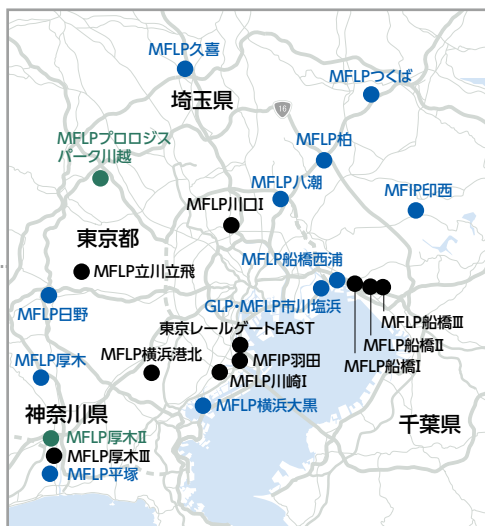 MFLP久喜
MFLPつくば
埼玉県
16
MFLPプロロジス
パーク川越
MFLP柏
MFLP八潮
MFLP川口Ⅰ
MFIP印西
東京都
MFLP船橋西浦
MFLP立川立飛
GLP・MFLP市川塩浜
MFLP日野
東京レールゲートEAST
MFLP船橋Ⅲ
MFLP船橋Ⅱ
MFLP船橋Ⅰ
MFLP厚木
MFLP横浜港北
MFIP羽田
MFLP川崎Ⅰ
MFLP横浜大黒
神奈川県
千葉県
MFLP厚木Ⅱ
MFLP厚木Ⅲ
MFLP平塚